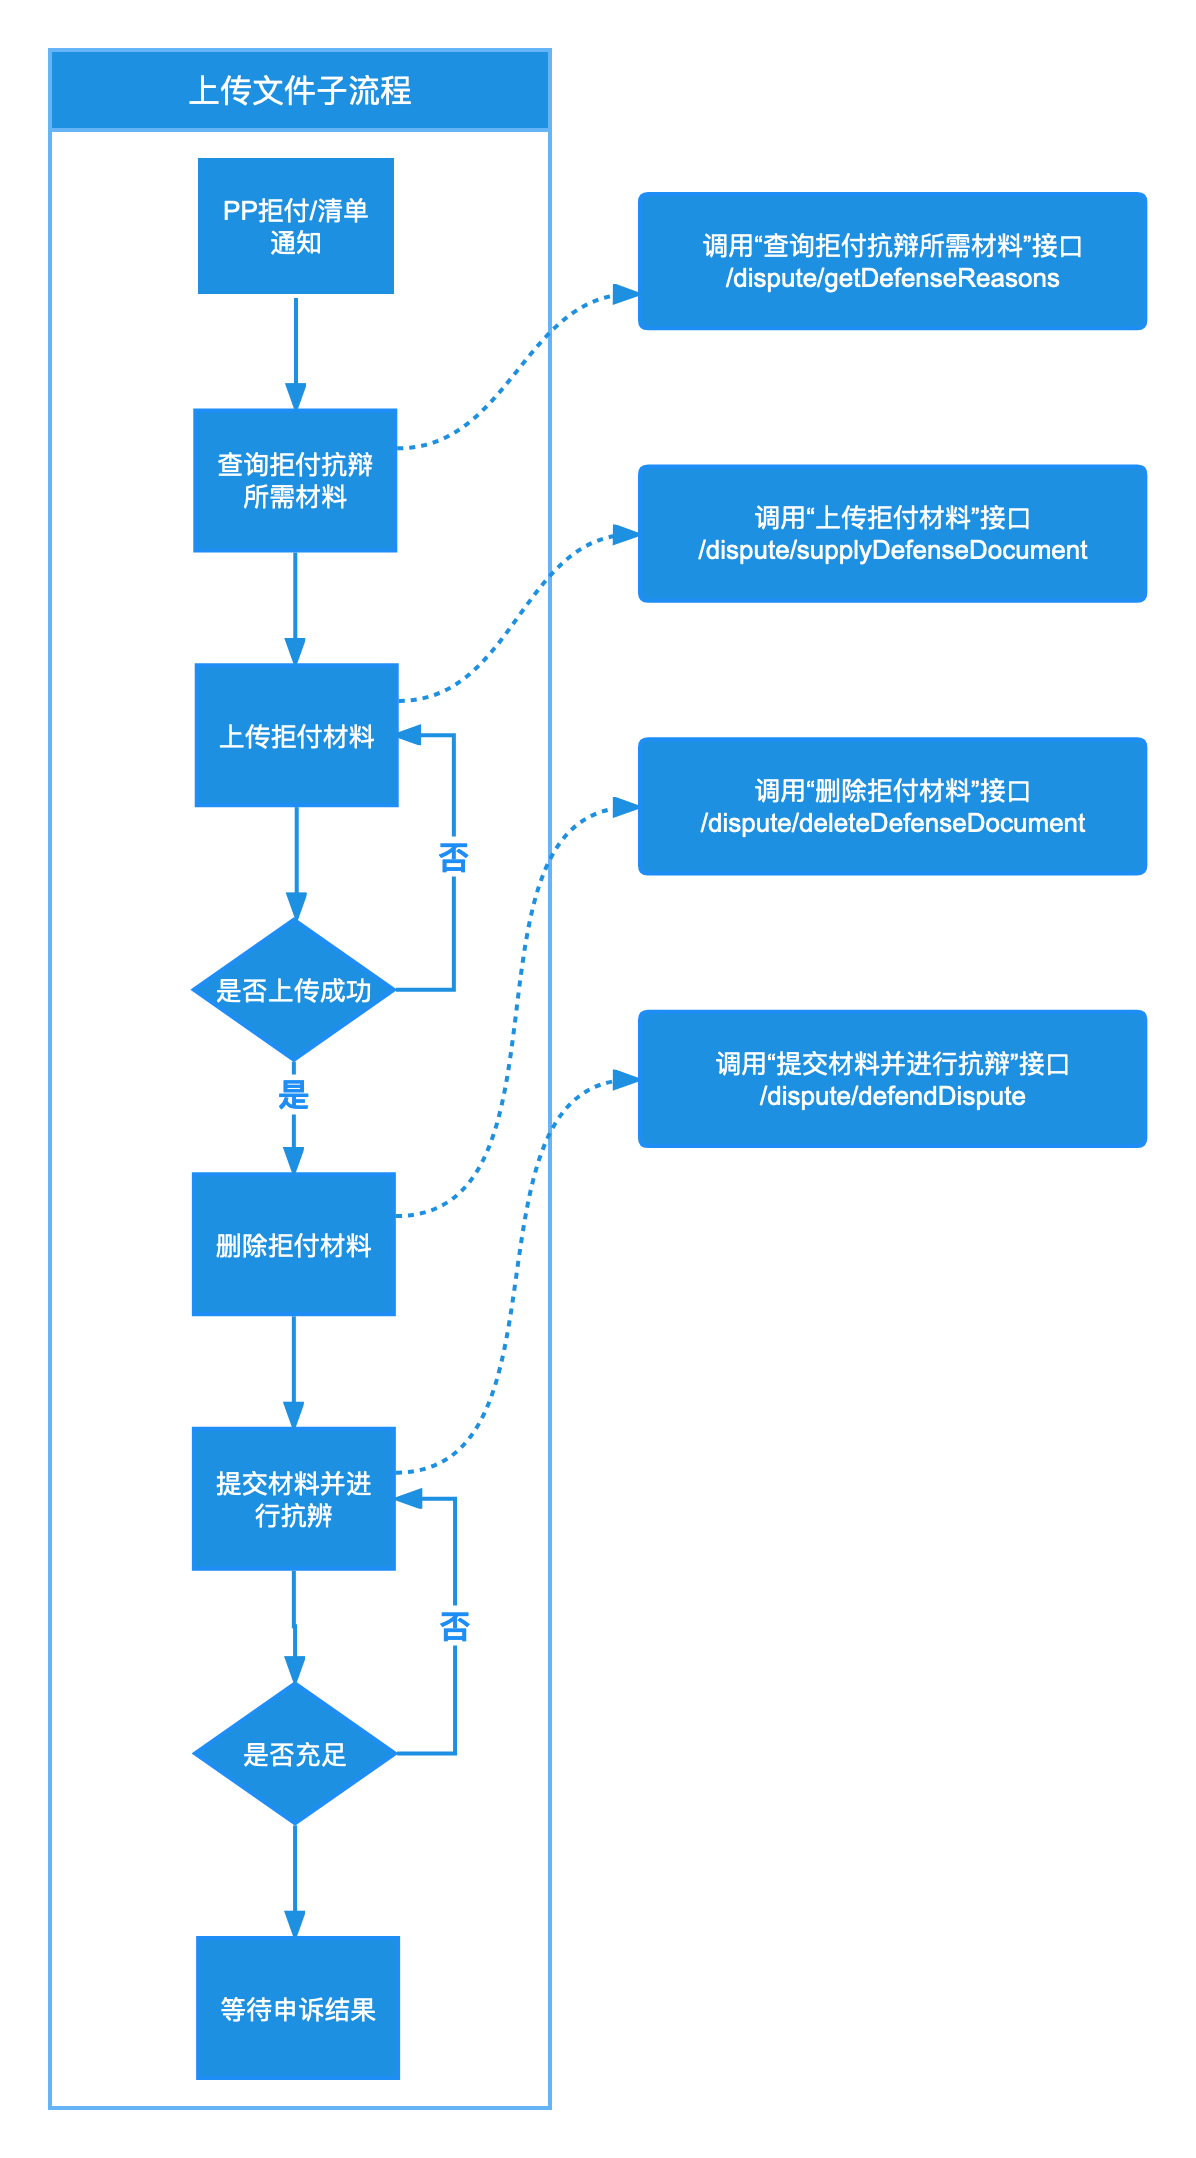 上传文件子流程
PP拒付/清单
通知
调用“查询拒付抗辩所需材料”接口
/dispute/getDefenseReasons
查询拒付抗辩
所需材料
调用“上传拒付材料”接口
/dispute/supplyDefenseDocument
上传拒付材料
调用“删除拒付材料”接口
/dispute/deleteDefenseDocument
否
是否上传成功
调用“提交材料并进行抗辩”接口
/dispute/defendDispute
是
删除拒付材料
提交材料并进
行抗辨
否
是否充足
等待申诉结果